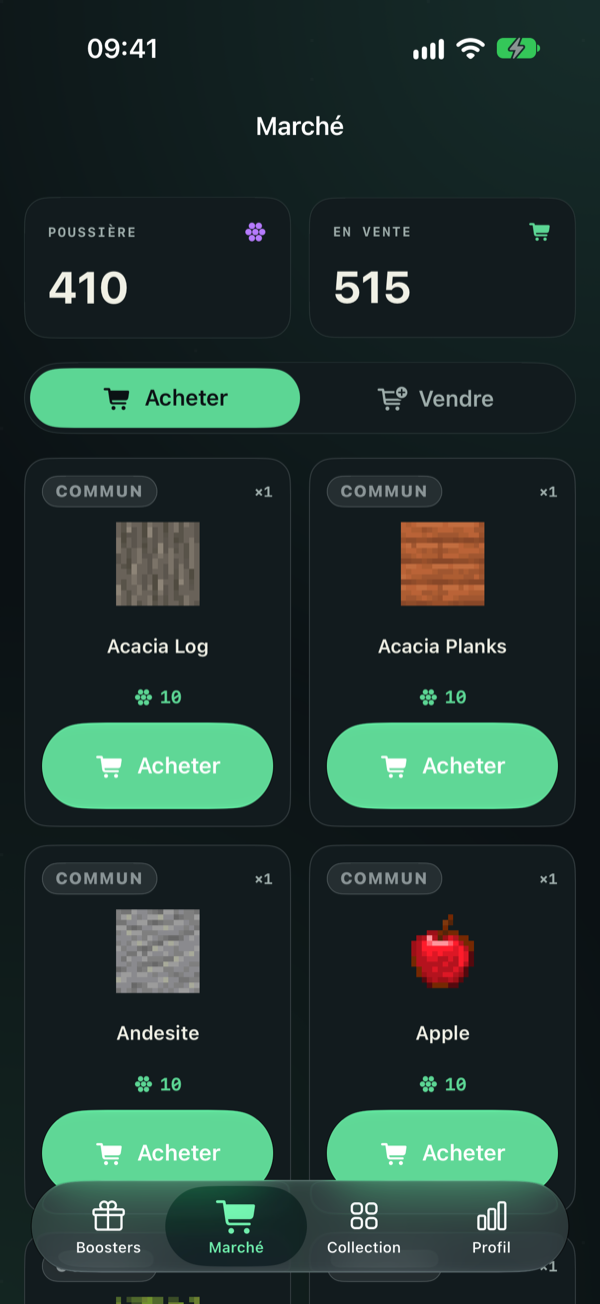 09:41
Marché
POUSSIÈRE
410
EN VENTE
515
Acheter
Vendre
COMMUN
×1
Acacia Log
10
Acheter
COMMUN
×1
Acacia Planks
10
Acheter
COMMUN
×1
Andesite
10
Acheter
COMMUN
×1
Apple
10
Acheter
Boosters
Marché
Collection
Profil
×1